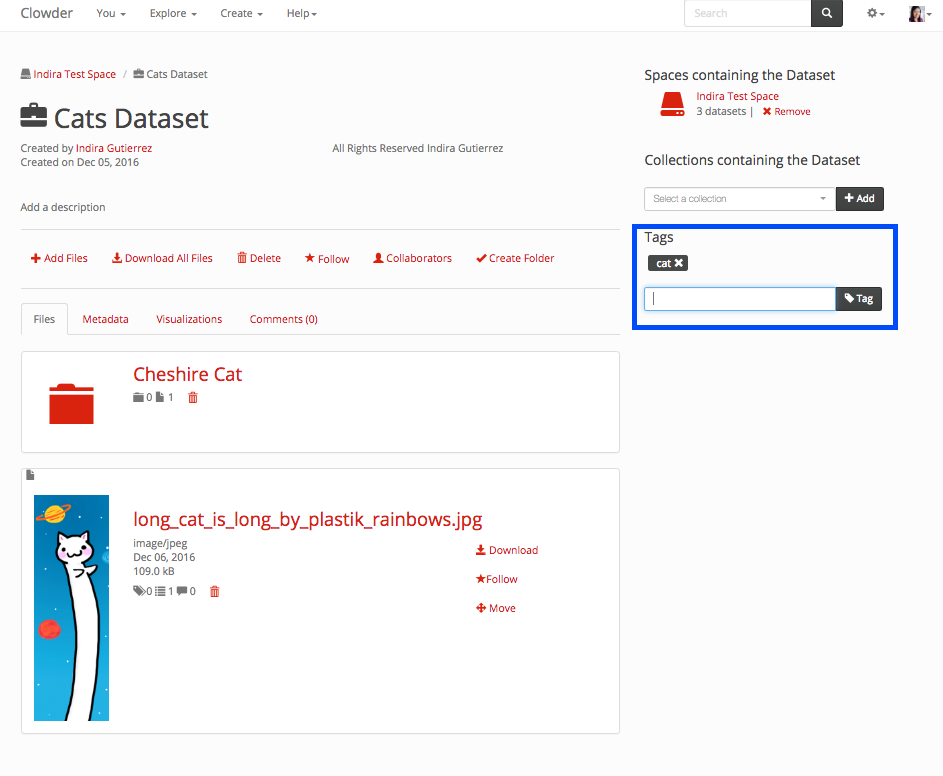 Clowder You Explore Create Help Search
Indira Test Space / Cats Dataset
Cats Dataset
Created by Indira Gutierrez
Created on Dec 05, 2016
All Rights Reserved Indira Gutierrez
Add a description
Add Files Download All Files Delete Follow Collaborators Create Folder
Files Metadata Visualizations Comments (0)
Cheshire Cat
0 1
long_cat_is_long_by_plastik_rainbows.jpg
image/jpeg
Dec 06, 2016
109.0 kB
0 1 0
Download
Follow
Move
Spaces containing the Dataset
Indira Test Space
3 datasets | Remove
Collections containing the Dataset
Select a collection Add
Tags
cat
Tag